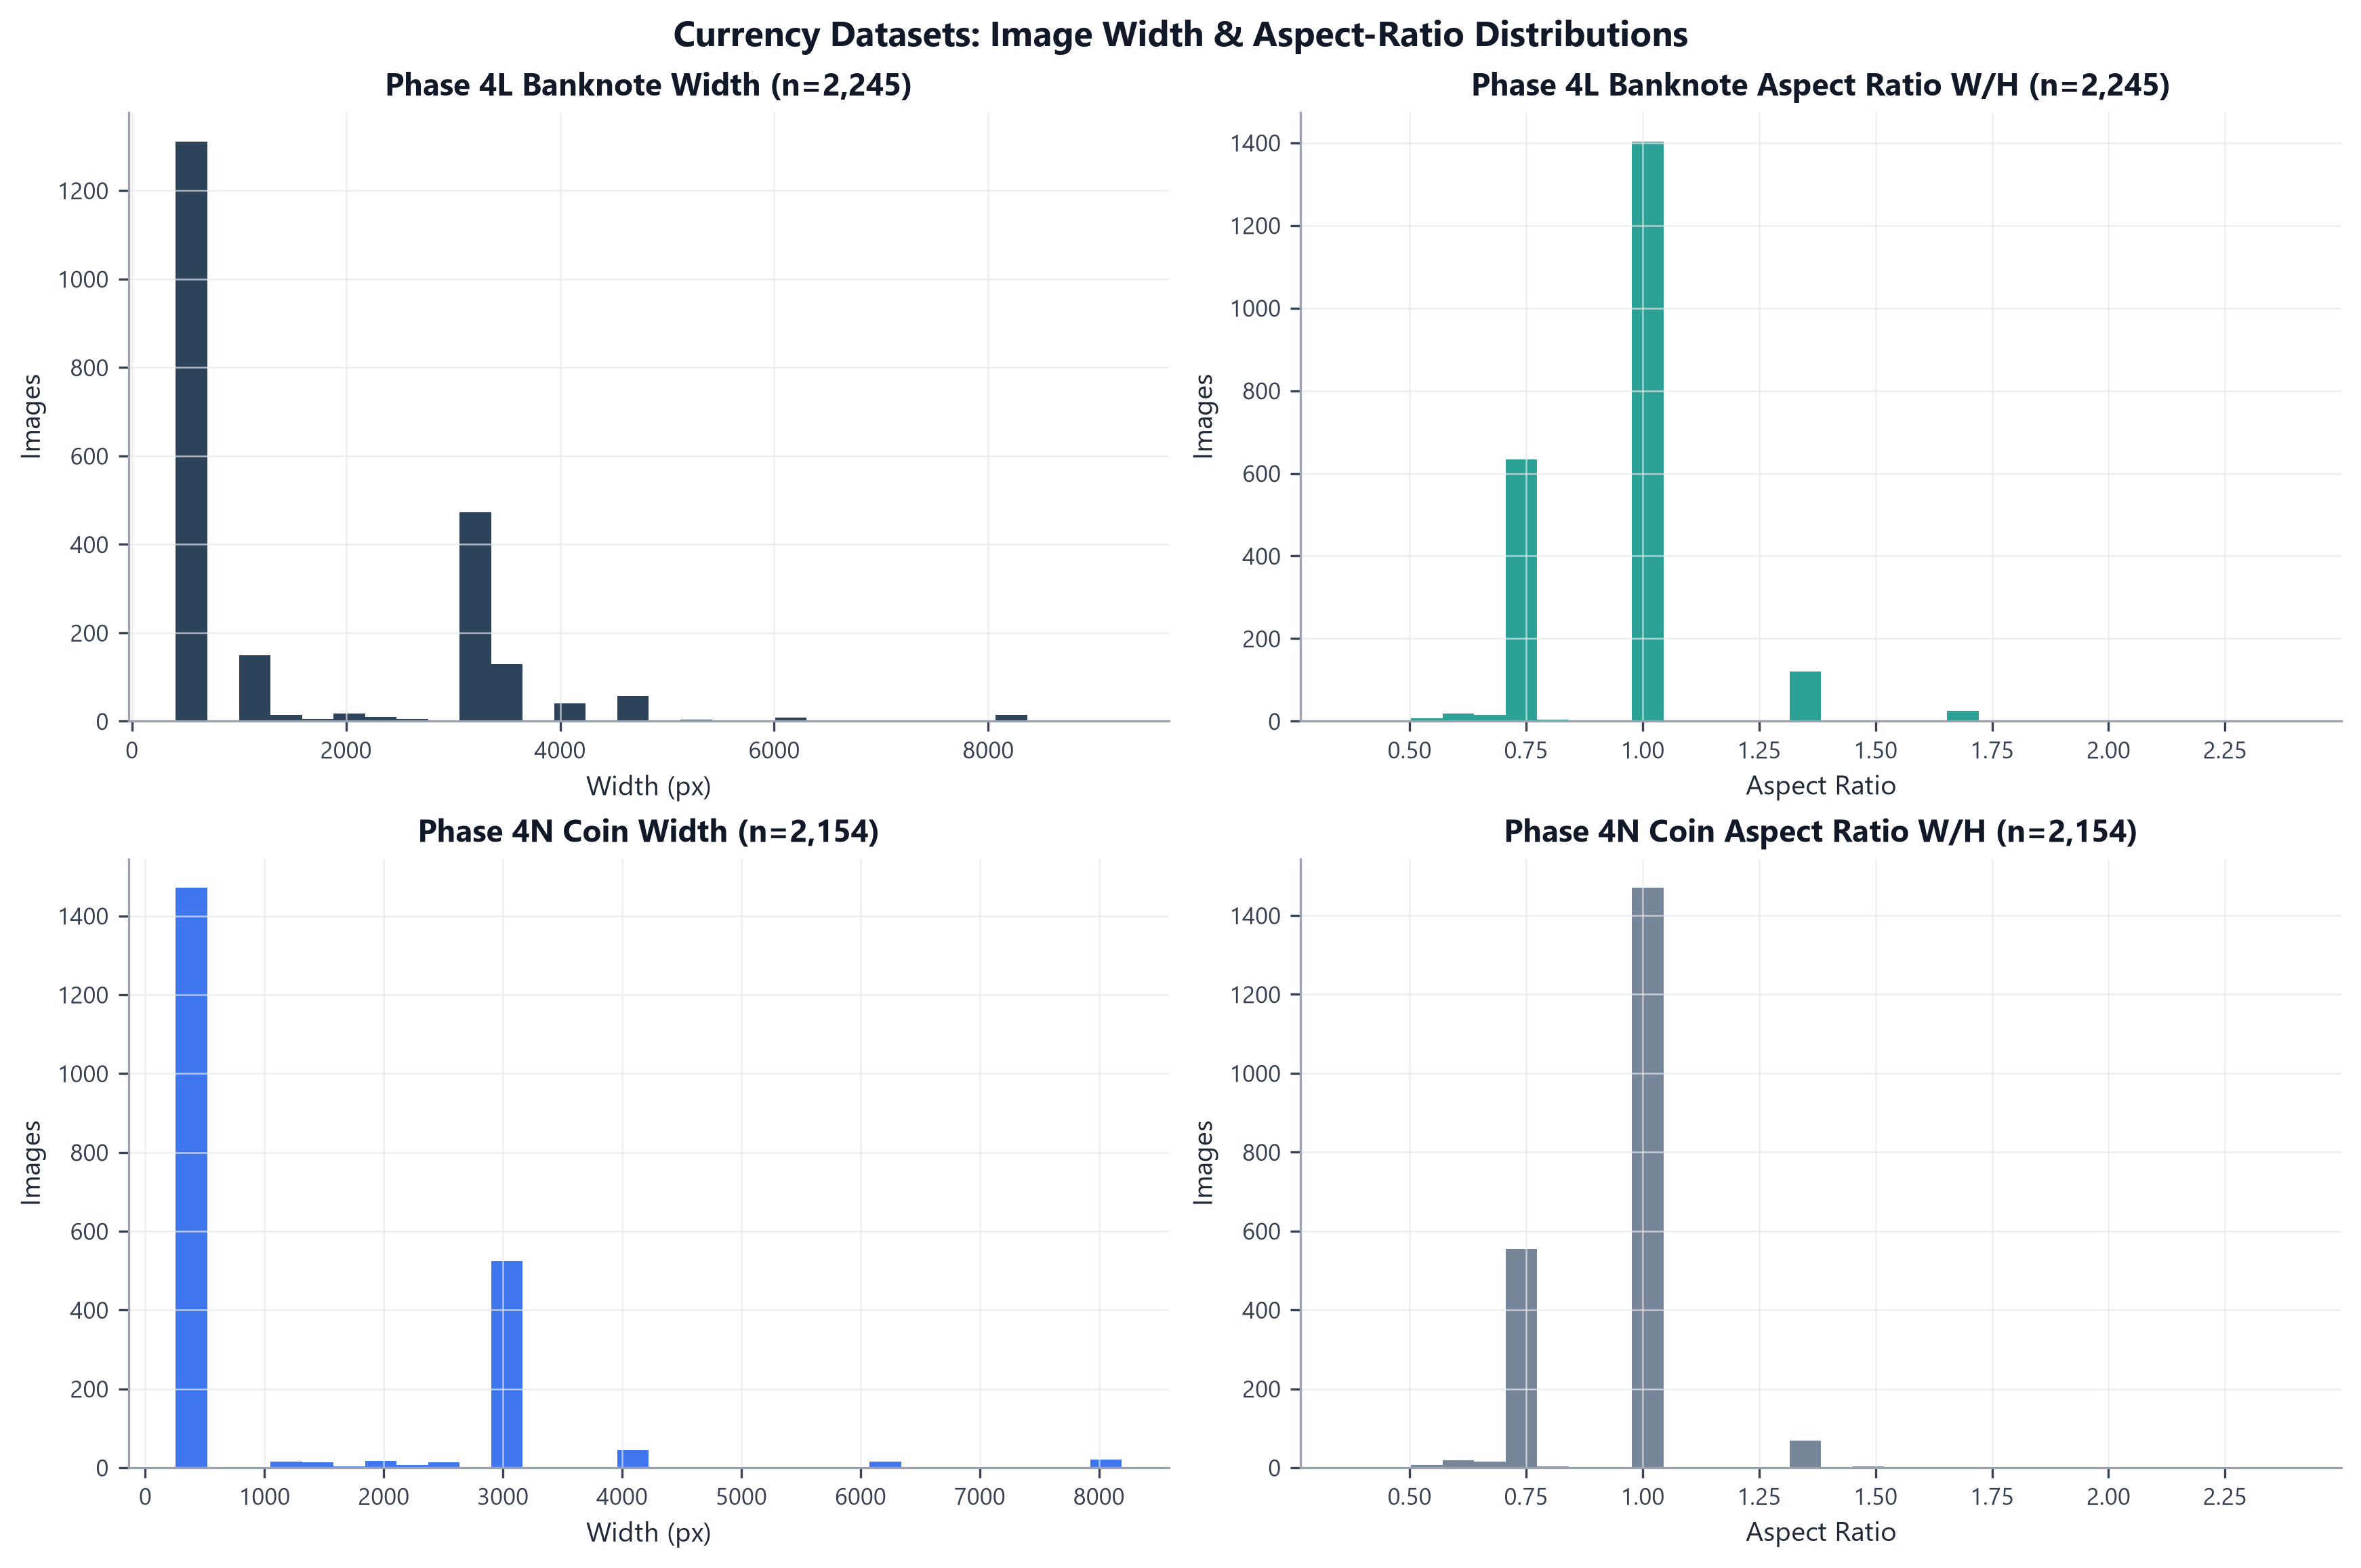 Currency Datasets: Image Width & Aspect-Ratio Distributions
Phase 4L Banknote Width (n=2,245)
Images
1200
1000
800
600
400
200
0
0 2000 4000 6000 8000
Width (px)
Phase 4L Banknote Aspect Ratio W/H (n=2,245)
Images
1400
1200
1000
800
600
400
200
0
0.50 0.75 1.00 1.25 1.50 1.75 2.00 2.25
Aspect Ratio
Phase 4N Coin Width (n=2,154)
Images
1400
1200
1000
800
600
400
200
0
0 1000 2000 3000 4000 5000 6000 7000 8000
Width (px)
Phase 4N Coin Aspect Ratio W/H (n=2,154)
Images
1400
1200
1000
800
600
400
200
0
0.50 0.75 1.00 1.25 1.50 1.75 2.00 2.25
Aspect Ratio